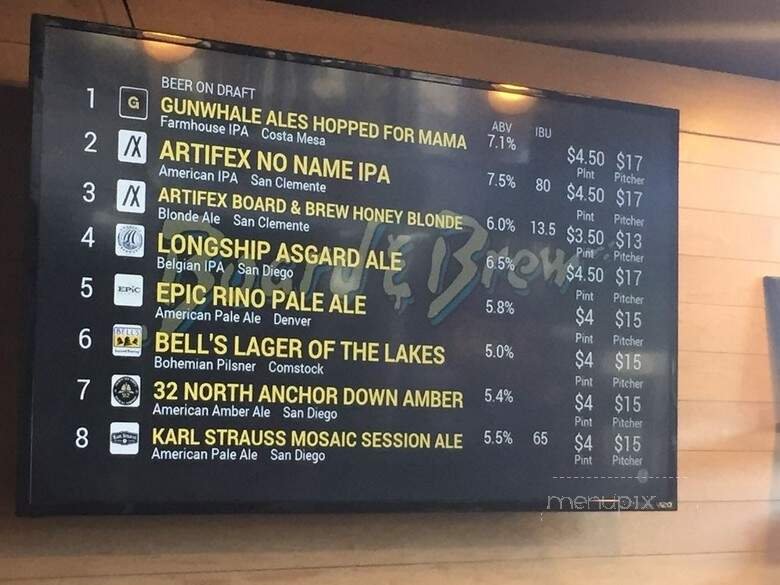 BEER ON DRAFT
ABV IBU
1 G GUNWHALE ALES HOPPED FOR MAMA 7.1% $4.50 $17
Farmhouse IPA Costa Mesa Pint Pitcher
2 ARTIFEX NO NAME IPA 7.5% 80 $4.50 $17
American IPA San Clemente Pint Pitcher
3 ARTIFEX BOARD & BREW HONEY BLONDE 6.0% 13.5 $3.50 $13
Blonde Ale San Clemente Pint Pitcher
4 LONGSHIP ASGARD ALE 6.5% $4.50 $17
Belgian IPA San Diego Pint Pitcher
Board & Brew
5 EPIC EPIC RINO PALE ALE 5.8% $4 $15
American Pale Ale Denver Pint Pitcher
6 BELL'S BELL'S LAGER OF THE LAKES 5.0% $4 $15
Bohemian Pilsner Comstock Pint Pitcher
7 32 NORTH ANCHOR DOWN AMBER 5.4% $4 $15
American Amber Ale San Diego Pint Pitcher
8 KARL STRAUSS MOSAIC SESSION ALE 5.5% 65 $4 $15
American Pale Ale San Diego Pint Pitcher
menupix